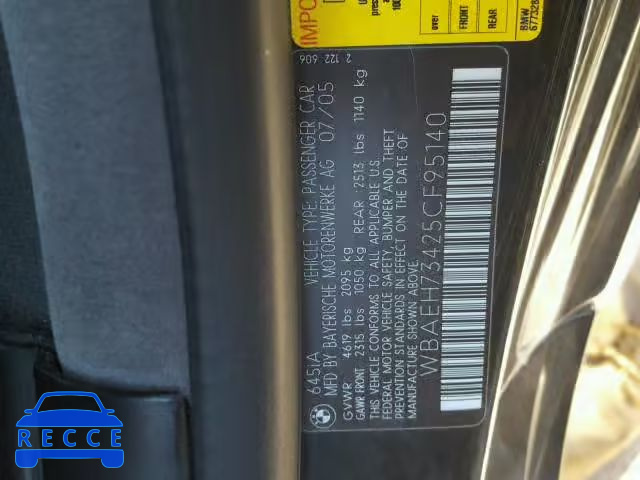 645iA VEHICLE TYPE: PASSENGER CAR
MFD BY BAYERISCHE MOTORENWERKE AG 07/05
GVWR 4619 lbs 2095 kg
GAWR FRONT 2315 lbs 1050 kg REAR: 2513 lbs 1140 kg
THIS VEHICLE CONFORMS TO ALL APPLICABLE U.S.
FEDERAL MOTOR VEHICLE SAFETY, BUMPER AND THEFT
PREVENTION STANDARDS IN EFFECT ON THE DATE OF
MANUFACTURE SHOWN ABOVE.
WBAEH73425CF95140
2 122 606
IMPO
over
FRONT
REAR
BMW
RECCE